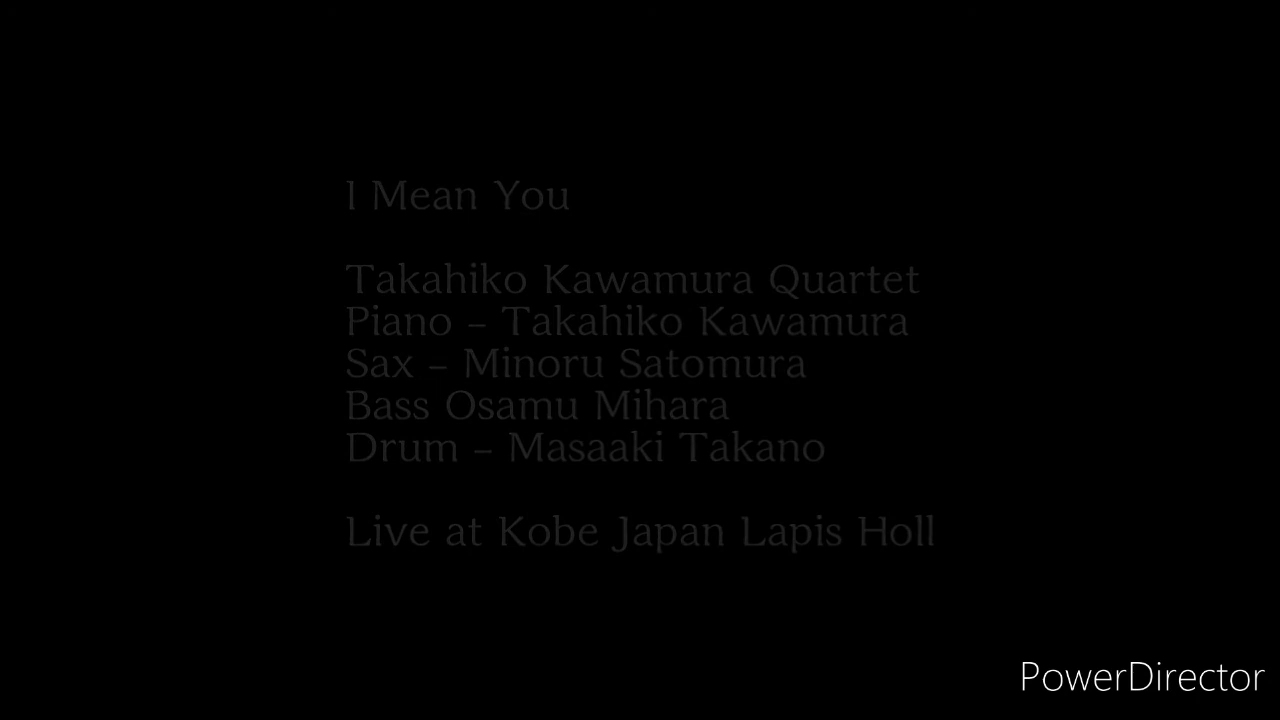 I Mean You
Takahiko Kawamura Quartet
Piano – Takahiko Kawamura
Sax – Minoru Satomura
Bass Osamu Mihara
Drum – Masaaki Takano
Live at Kobe Japan Lapis Holl
PowerDirector